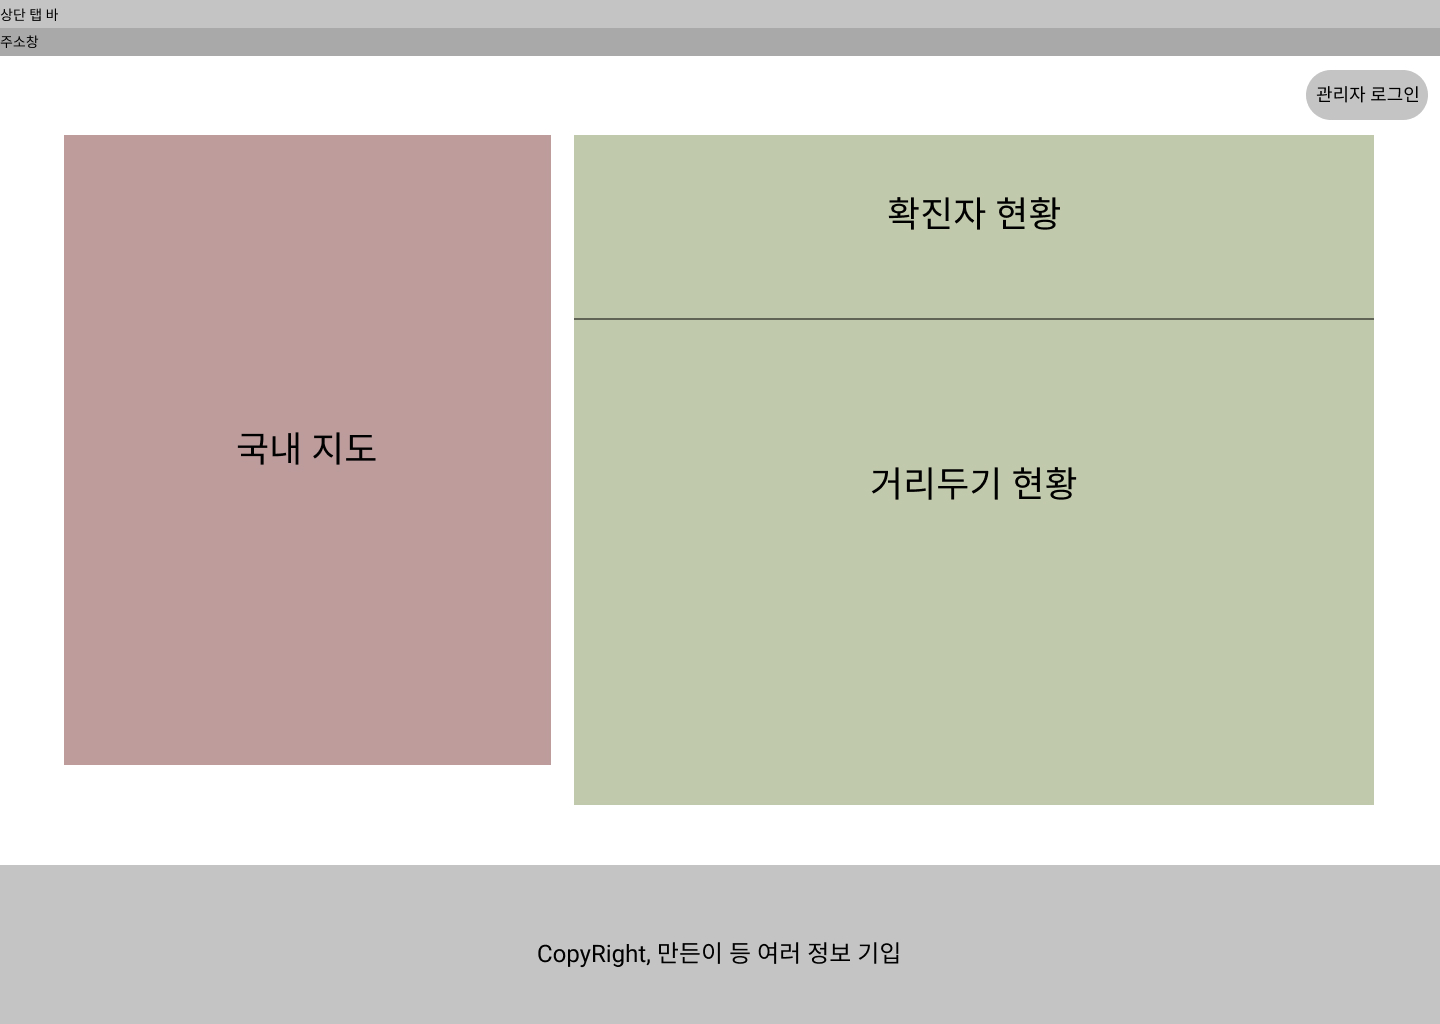 상단 탭 바
주소창
관리자 로그인
확진자 현황
국내 지도
거리두기 현황
CopyRight, 만든이 등 여러 정보 기입